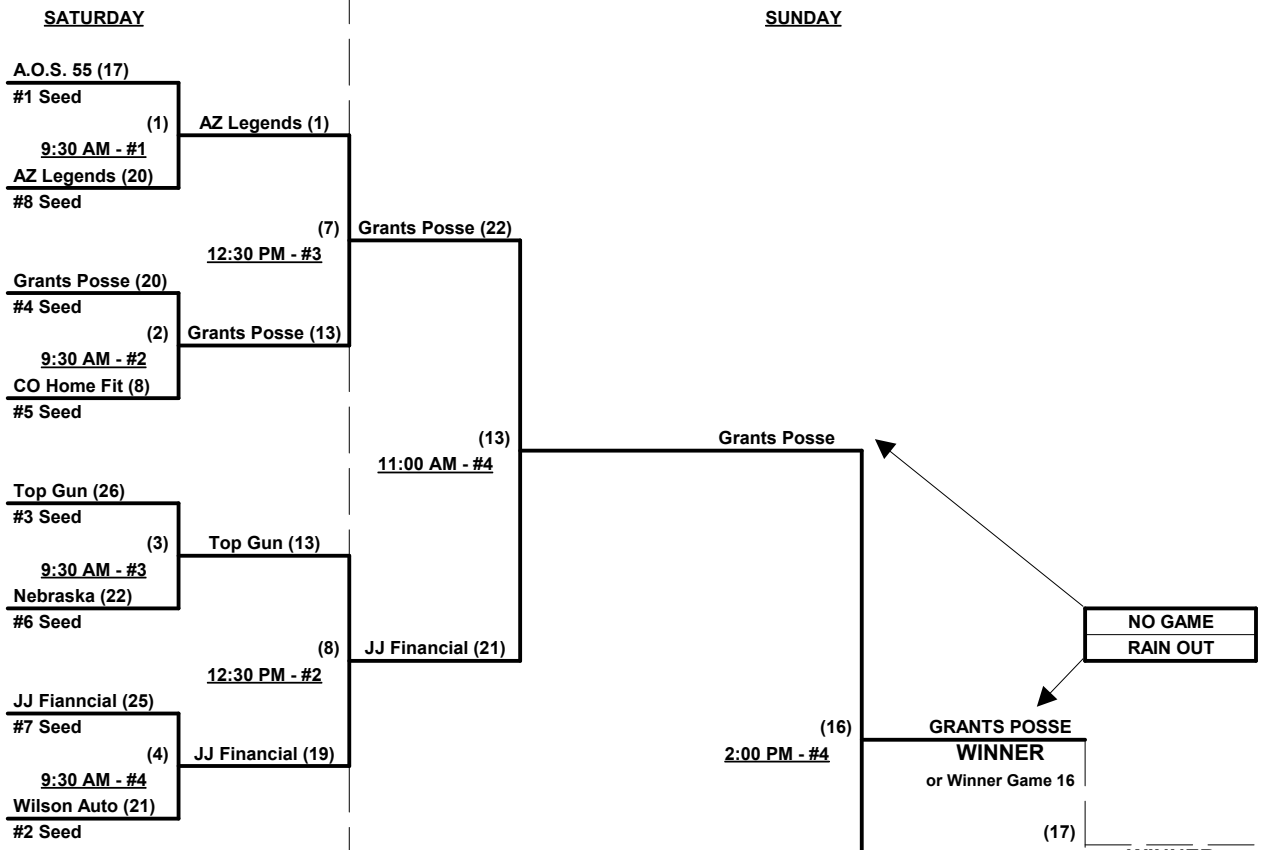 SATURDAY
SUNDAY
A.O.S. 55 (17)
#1 Seed
(1)
AZ Legends (1)
9:30 AM - #1
AZ Legends (20)
#8 Seed
(7)
Grants Posse (22)
12:30 PM - #3
Grants Posse (20)
#4 Seed
(2)
Grants Posse (13)
9:30 AM - #2
CO Home Fit (8)
#5 Seed
(13)
Grants Posse
11:00 AM - #4
Top Gun (26)
#3 Seed
(3)
Top Gun (13)
9:30 AM - #3
Nebraska (22)
#6 Seed
NO GAME
RAIN OUT
(8)
JJ Financial (21)
12:30 PM - #2
JJ Fianncial (25)
#7 Seed
(16)
GRANTS POSSE
WINNER
2:00 PM - #4
or Winner Game 16
(4)
JJ Financial (19)
9:30 AM - #4
Wilson Auto (21)
#2 Seed
(17)
WINNER